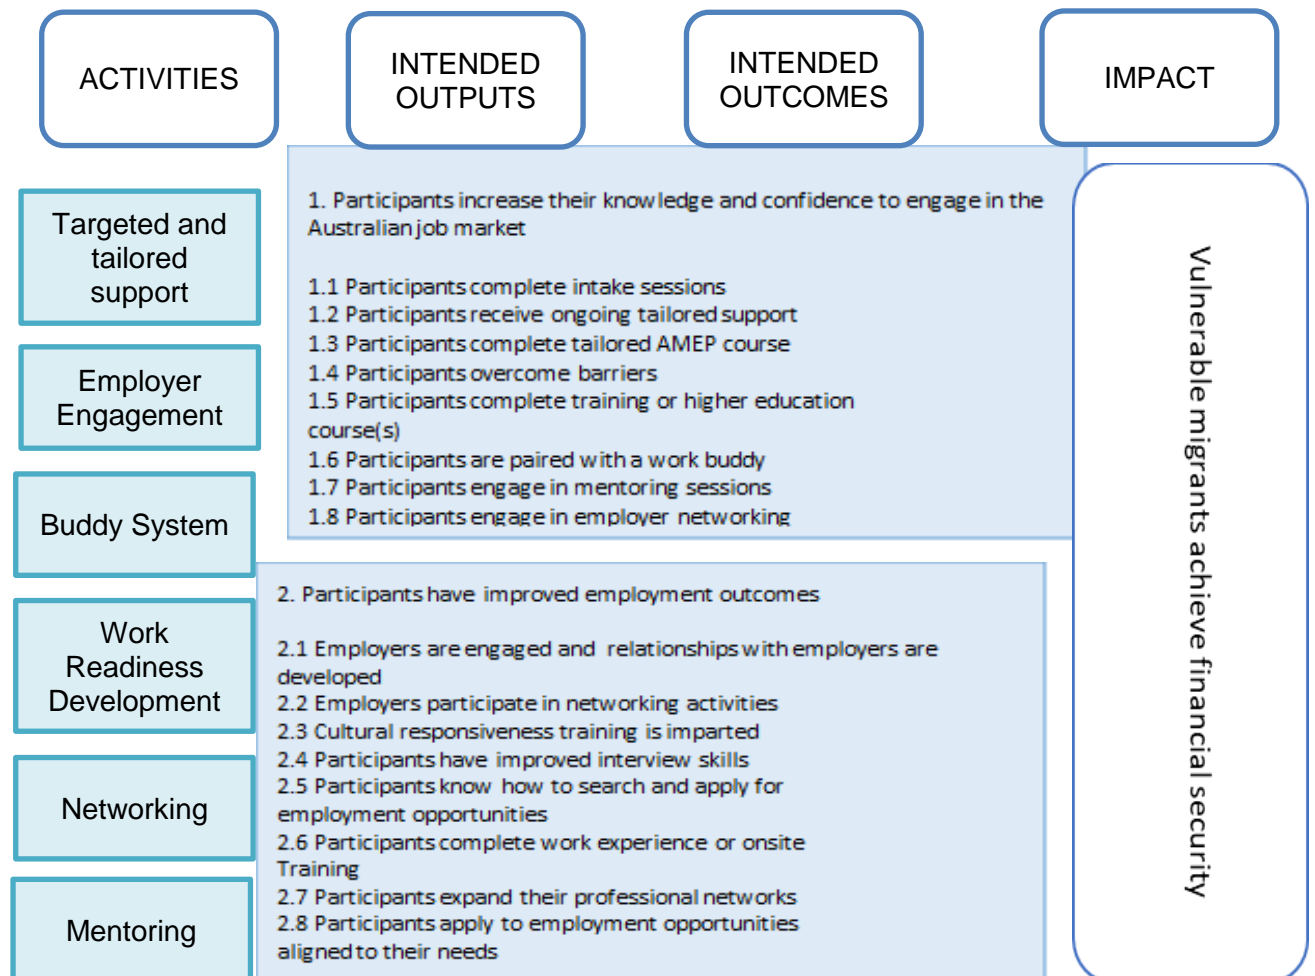 ACTIVITIES
INTENDED
OUTPUTS
INTENDED
OUTCOMES
IMPACT
Targeted and
tailored
support
Employer
Engagement
Buddy System
Work
Readiness
Development
Networking
Mentoring
1. Participants increase their knowledge and confidence to engage in the
Australian job market
1.1 Participants complete intake sessions
1.2 Participants receive ongoing tailored support
1.3 Participants complete tailored AMEP course
1.4 Participants overcome barriers
1.5 Participants complete training or higher education
course(s)
1.6 Participants are paired with a work buddy
1.7 Participants engage in mentoring sessions
1.8 Participants engage in employer networking
2. Participants have improved employment outcomes
2.1 Employers are engaged and relationships with employers are
developed
2.2 Employers participate in networking activities
2.3 Cultural responsiveness training is imparted
2.4 Participants have improved interview skills
2.5 Participants know how to search and apply for
employment opportunities
2.6 Participants complete work experience or onsite
Training
2.7 Participants expand their professional networks
2.8 Participants apply to employment opportunities
aligned to their needs
Vulnerable migrants achieve financial security